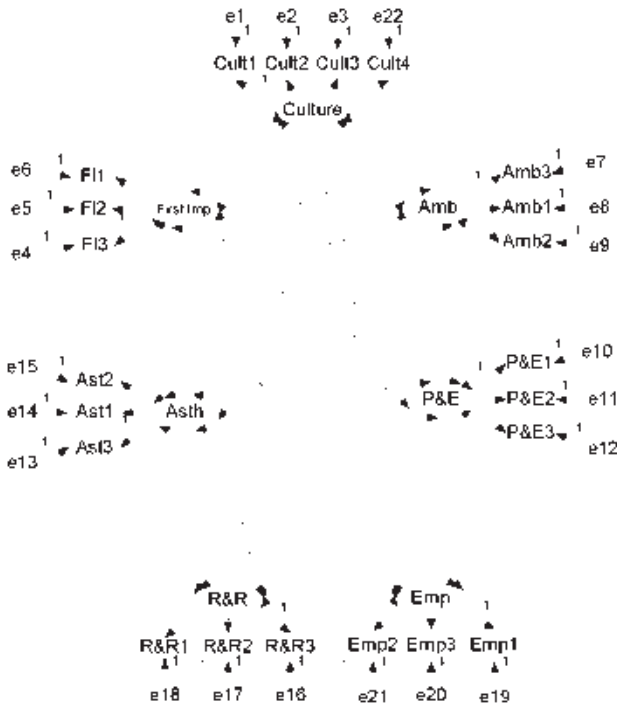 e1 e2 e3 e22
1 1 1 1
Cult1 Cult2 Cult3 Cult4
1
Culture
e6 1 FI1
e5 1 FI2
e4 1 FI3
First Imp
Amb
1 Amb3 1 e7
Amb1 1 e8
Amb2 1 e9
e15 1 Ast2
e14 1 Ast1
e13 1 Ast3
1
Asth
P&E
1 P&E1 1 e10
P&E2 1 e11
P&E3 1 e12
R&R Emp
1 1
R&R1 R&R2 R&R3 Emp2 Emp3 Emp1
1 1 1 1 1 1
e18 e17 e16 e21 e20 e19